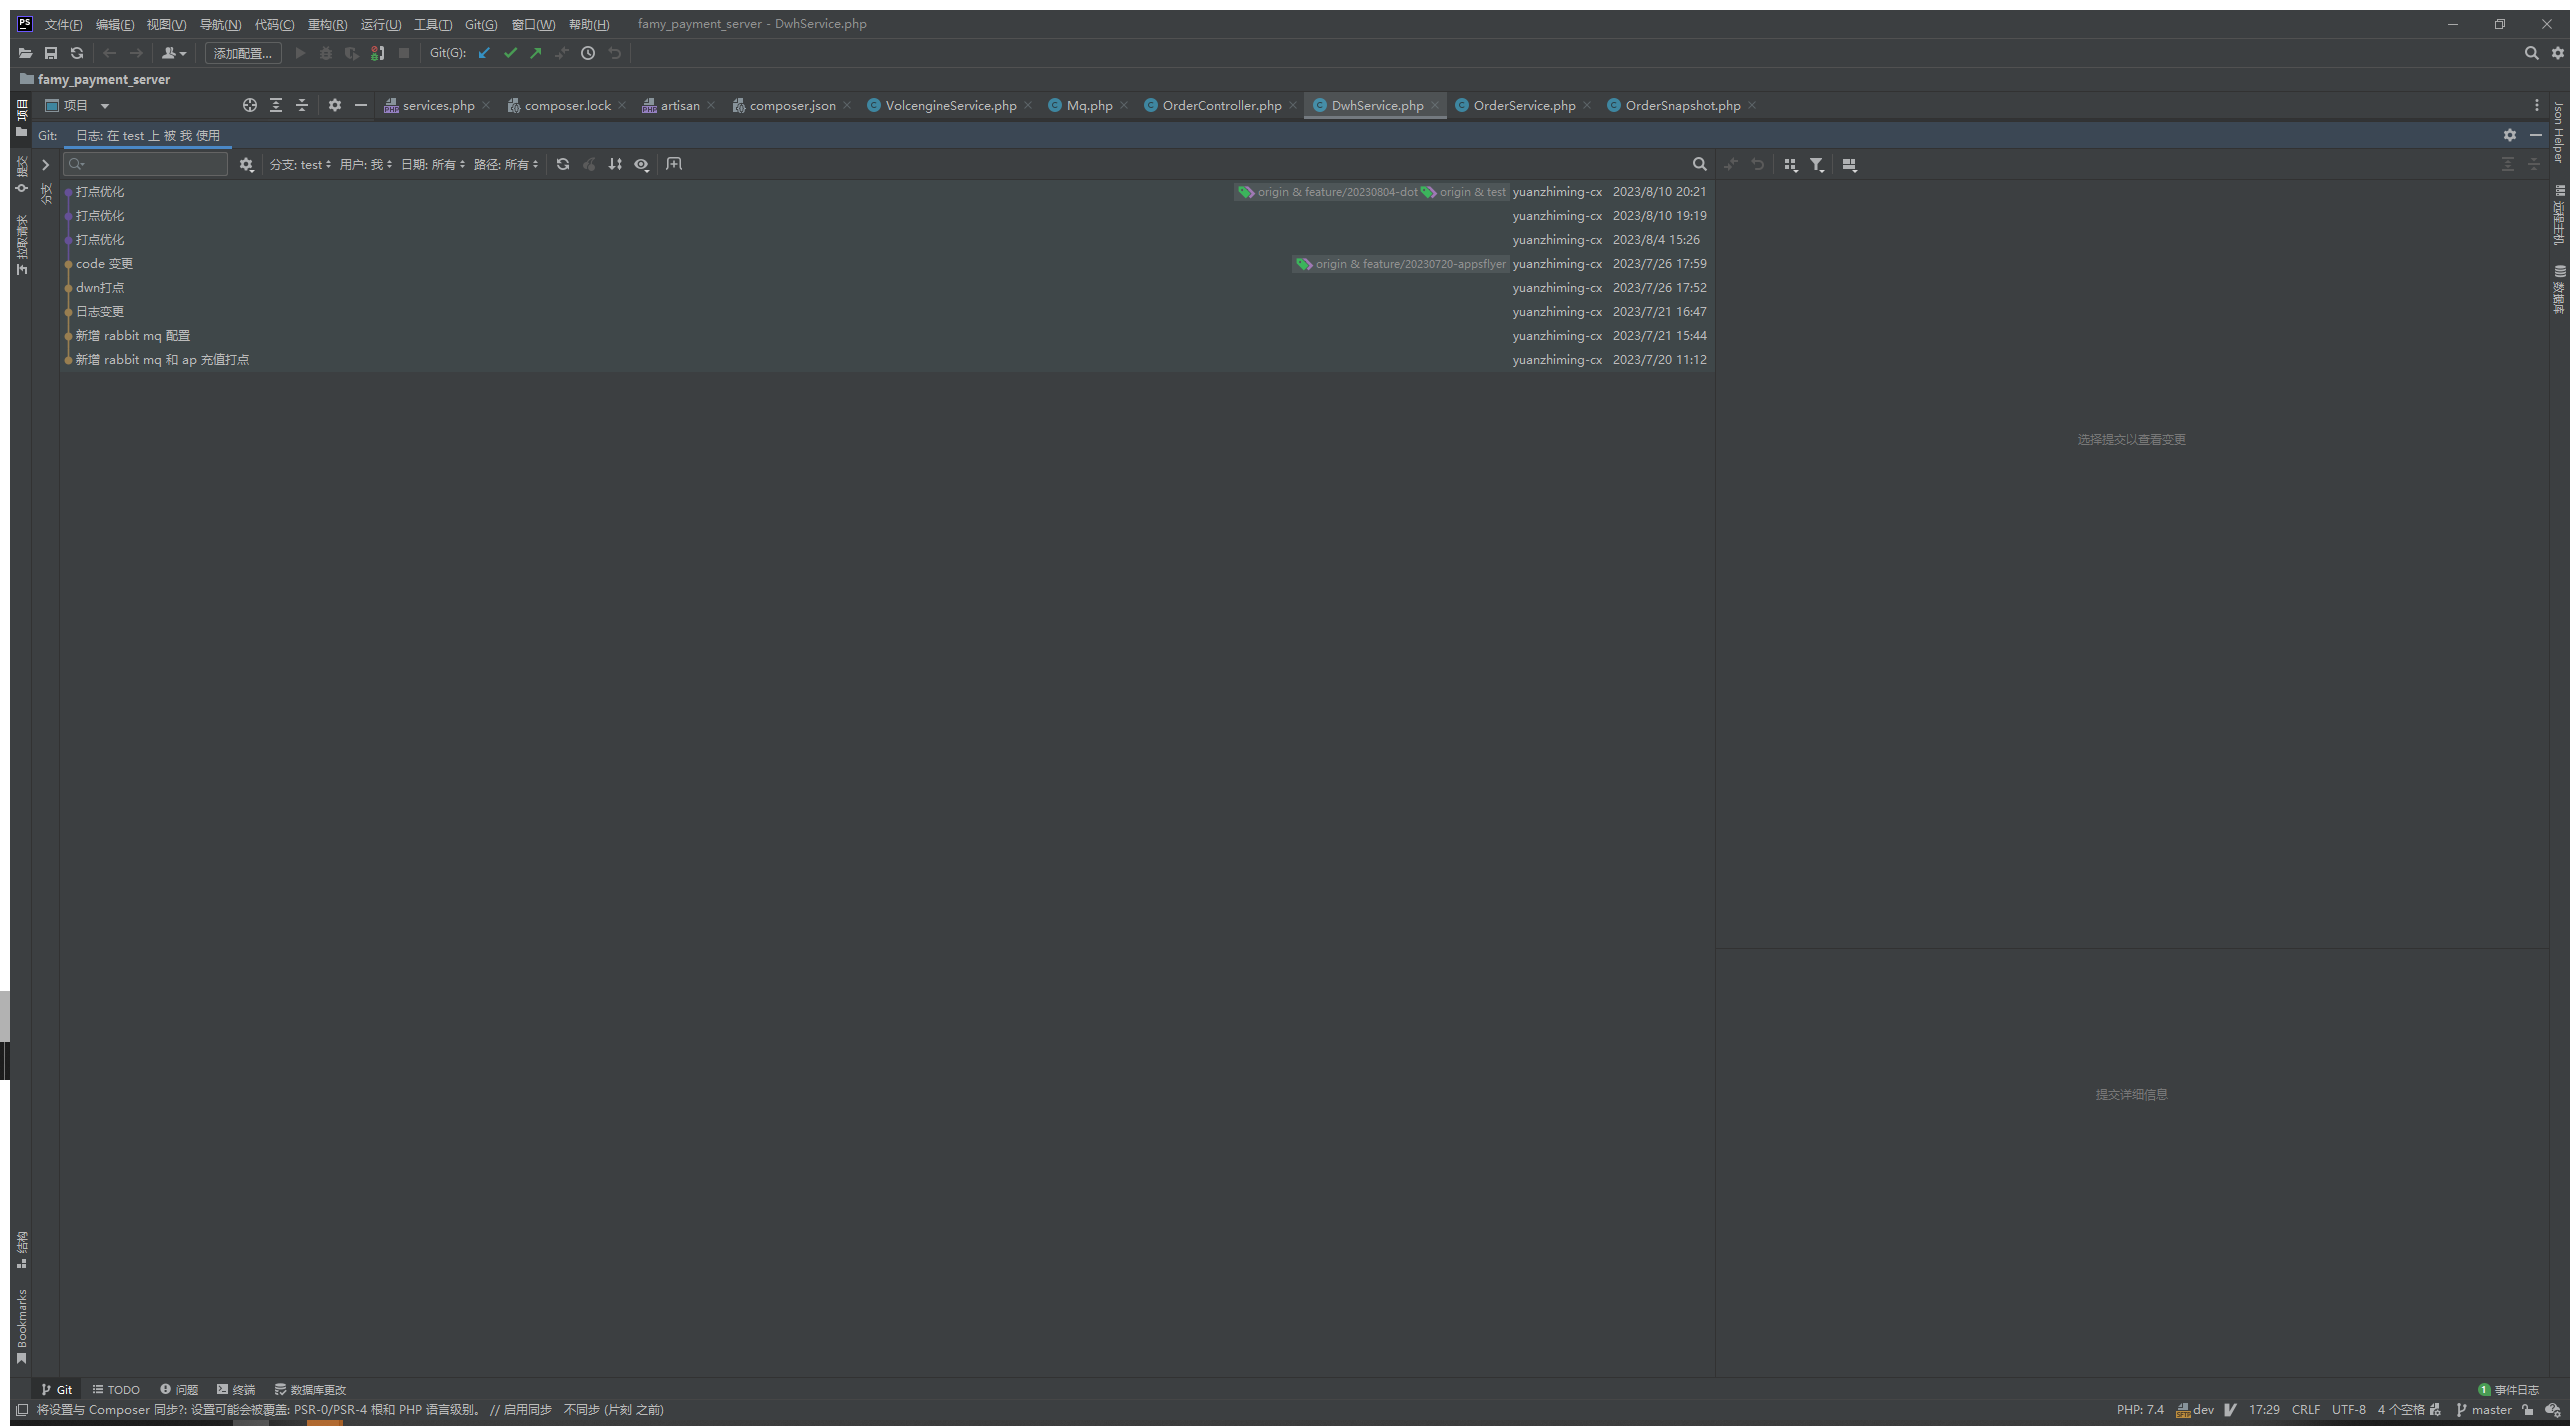 PS 文件(F) 编辑(E) 视图(V) 导航(N) 代码(C) 重构(R) 运行(U) 工具(T) Git(G) 窗口(W) 帮助(H) famy_payment_server - DwhService.php
添加配置... Git(G):
famy_payment_server
项目 services.php composer.lock artisan composer.json VolcengineService.php Mq.php OrderController.php DwhService.php OrderService.php OrderSnapshot.php
Git: 日志: 在 test 上 被 我 使用
分支: test 用户: 我 日期: 所有 路径: 所有
打点优化 origin & feature/20230804-dot origin & test yuanzhiming-cx 2023/8/10 20:21
打点优化 yuanzhiming-cx 2023/8/10 19:19
打点优化 yuanzhiming-cx 2023/8/4 15:26
code 变更 origin & feature/20230720-appsflyer yuanzhiming-cx 2023/7/26 17:59
dwn打点 yuanzhiming-cx 2023/7/26 17:52
日志变更 yuanzhiming-cx 2023/7/21 16:47
新增 rabbit mq 配置 yuanzhiming-cx 2023/7/21 15:44
新增 rabbit mq 和 ap 充值打点 yuanzhiming-cx 2023/7/20 11:12
选择提交以查看变更
提交详细信息
项目
提交
拉取请求
分支
结构
Bookmarks
Json Helper
远程主机
数据库
Git TODO 问题 终端 数据库更改 1 事件日志
将设置与 Composer 同步?: 设置可能会被覆盖: PSR-0/PSR-4 根和 PHP 语言级别。 // 启用同步 不同步 (片刻 之前) PHP: 7.4 dev 17:29 CRLF UTF-8 4 个空格 master